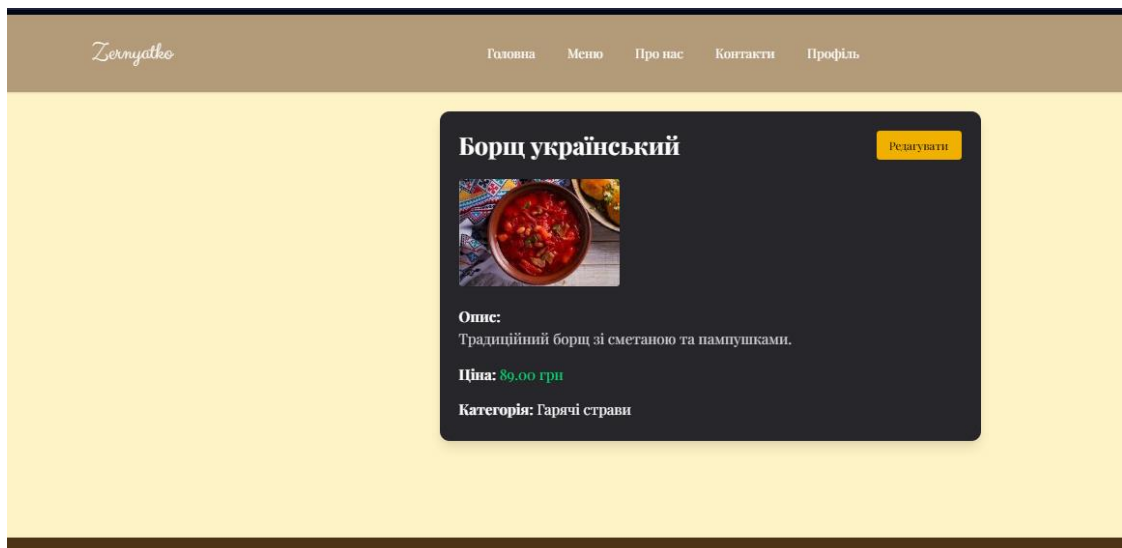 Zernyatko
Головна Меню Про нас Контакти Профіль
Борщ український
Редагувати
Опис:
Традиційний борщ зі сметаною та пампушками.
Ціна: 89.00 грн
Категорія: Гарячі страви